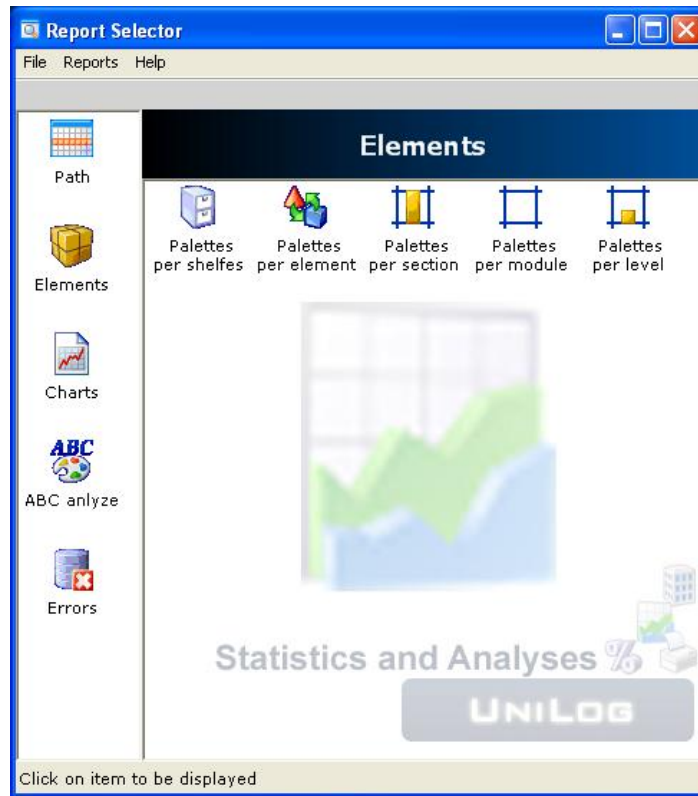 Report Selector
File Reports Help
Elements
Path
Elements
Charts
ABC
ABC anlyze
Errors
Palettes
per shelfes
Palettes
per element
Palettes
per section
Palettes
per module
Palettes
per level
Statistics and Analyses %
UNILOG
Click on item to be displayed